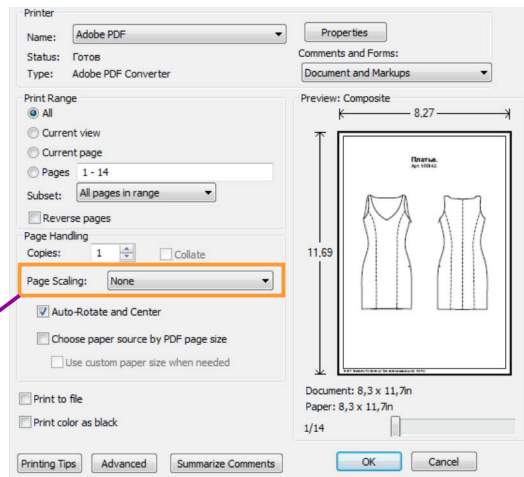 Printer
Name: Adobe PDF
Properties
Status: Готов
Comments and Forms:
Type: Adobe PDF Converter
Document and Markups
Print Range
All
Current view
Current page
Pages 1 - 14
Subset: All pages in range
Reverse pages
Page Handling
Copies: 1
Collate
Page Scaling: None
Auto-Rotate and Center
Choose paper source by PDF page size
Use custom paper size when needed
Print to file
Print color as black
Printing Tips
Advanced
Summarize Comments
Preview: Composite
8,27
11,69
Платье.
Document: 8,3 x 11,7in
Paper: 8,3 x 11,7in
1/14
OK
Cancel